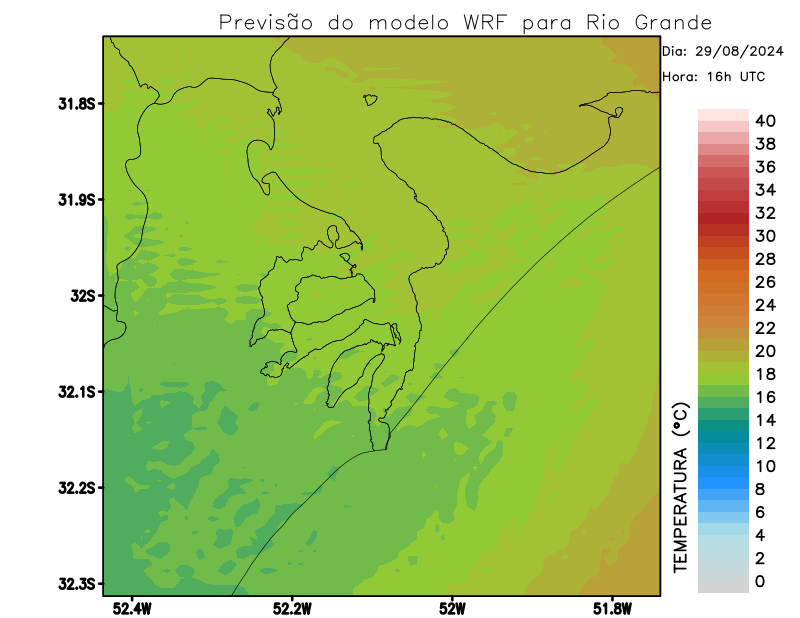 Previsão do modelo WRF para Rio Grande
Dia: 29/08/2024
Hora: 16h UTC
31.8S
31.9S
32S
32.1S
32.2S
32.3S
52.4W
52.2W
52W
51.8W
TEMPERATURA (°C)
40
38
36
34
32
30
28
26
24
22
20
18
16
14
12
10
8
6
4
2
0